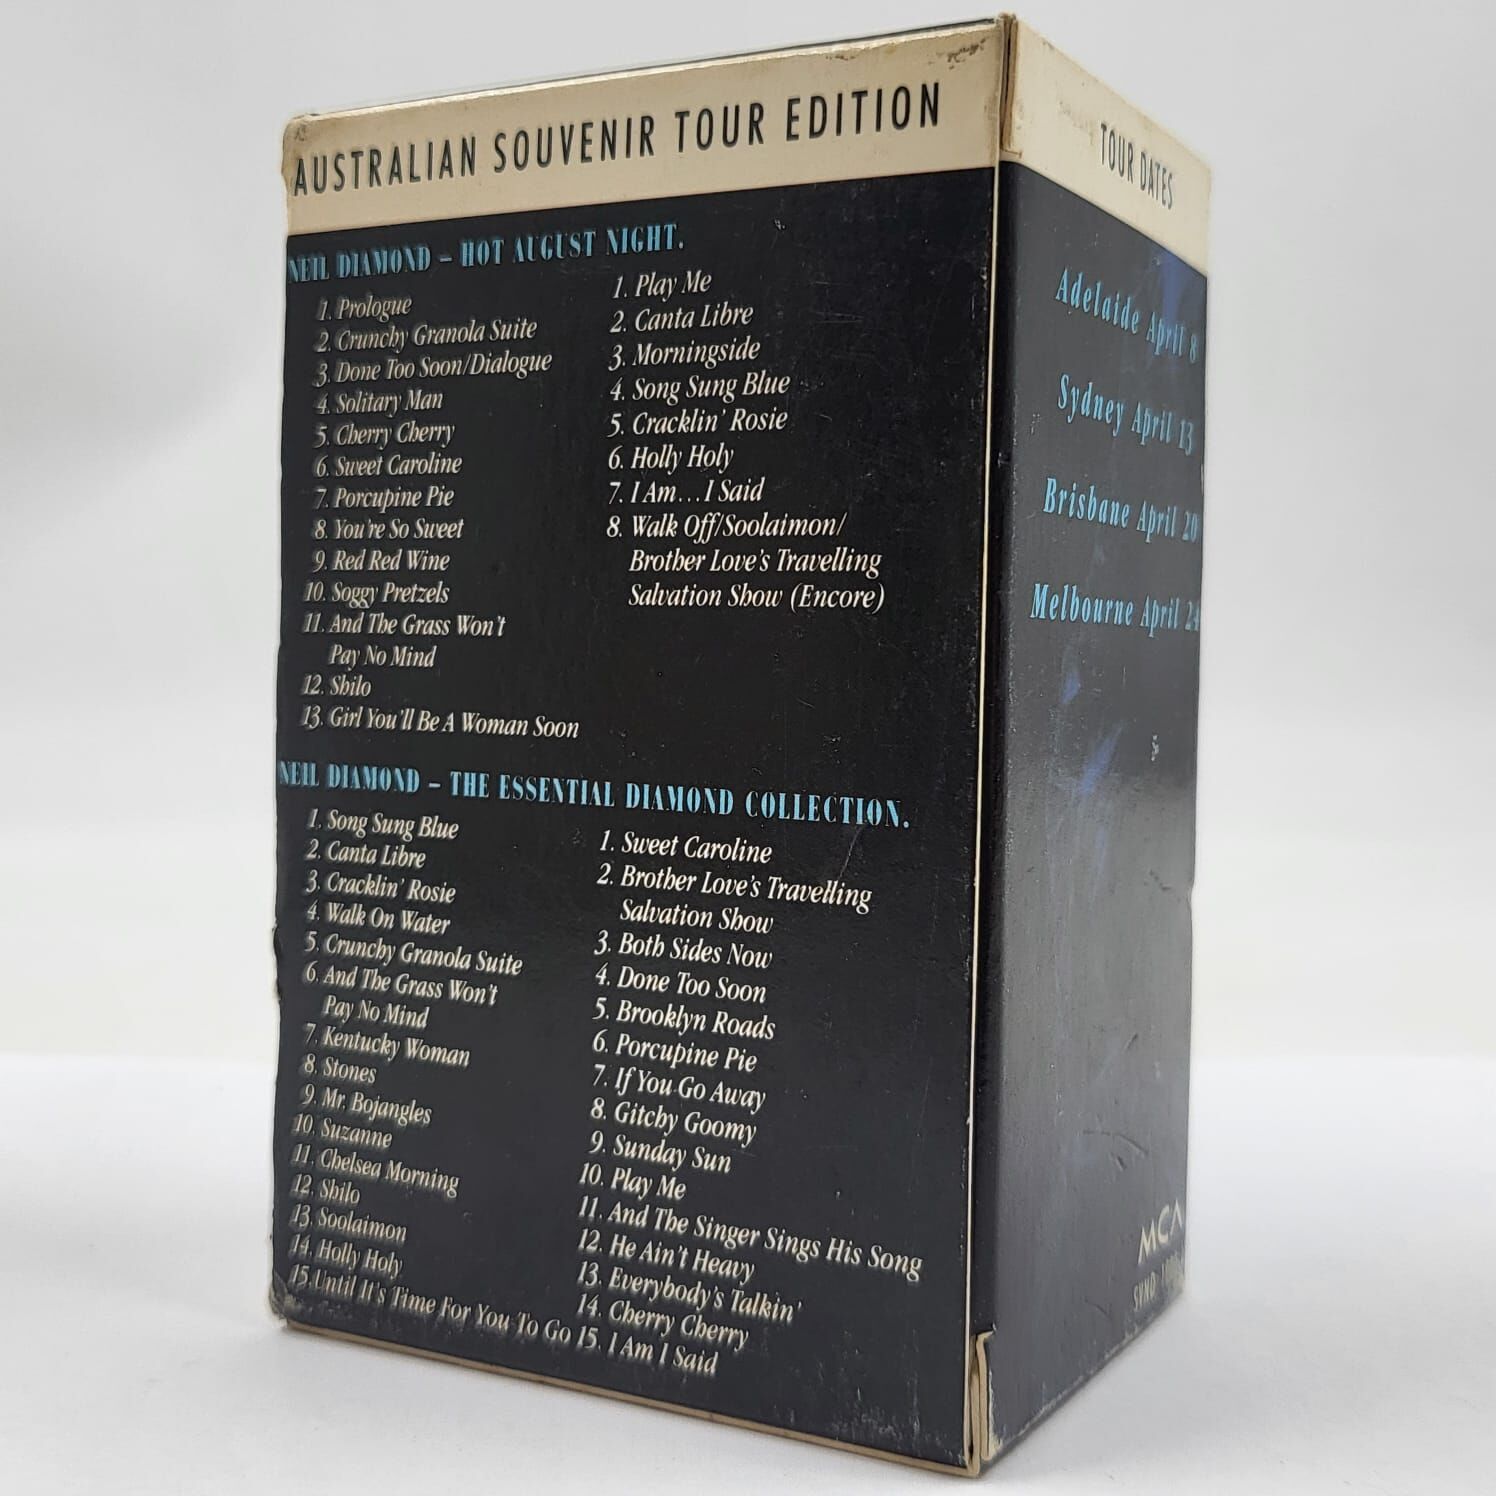 AUSTRALIAN SOUVENIR TOUR EDITION
NEIL DIAMOND – HOT AUGUST NIGHT.
1. Prologue
2. Crunchy Granola Suite
3. Done Too Soon/Dialogue
4. Solitary Man
5. Cherry Cherry
6. Sweet Caroline
7. Porcupine Pie
8. You're So Sweet
9. Red Red Wine
10. Soggy Pretzels
11. And The Grass Won't
Pay No Mind
12. Shilo
13. Girl You'll Be A Woman Soon
1. Play Me
2. Canta Libre
3. Morningside
4. Song Sung Blue
5. Cracklin' Rosie
6. Holly Holy
7. I Am...I Said
8. Walk Off/Soolaimon/
Brother Love's Travelling
Salvation Show (Encore)
NEIL DIAMOND – THE ESSENTIAL DIAMOND COLLECTION.
1. Song Sung Blue
2. Canta Libre
3. Cracklin' Rosie
4. Walk On Water
5. Crunchy Granola Suite
6. And The Grass Won't
Pay No Mind
7. Kentucky Woman
8. Stones
9. Mr. Bojangles
10. Suzanne
11. Chelsea Morning
12. Shilo
13. Soolaimon
14. Holly Holy
15. Until It's Time For You To Go
1. Sweet Caroline
2. Brother Love's Travelling
Salvation Show
3. Both Sides Now
4. Done Too Soon
5. Brooklyn Roads
6. Porcupine Pie
7. If You Go Away
8. Gitchy Goomy
9. Sunday Sun
10. Play Me
11. And The Singer Sings His Song
12. He Ain't Heavy
13. Everybody's Talkin'
14. Cherry Cherry
15. I Am I Said
TOUR DATES
Adelaide April 8
Sydney April 13
Brisbane April 20
Melbourne April 24
MCA